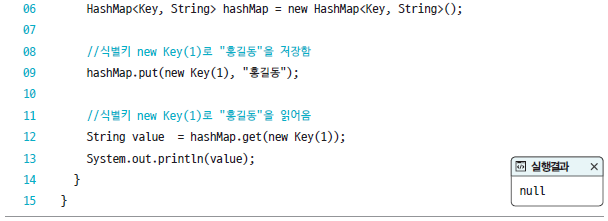 06 HashMap<Key, String> hashMap = new HashMap<Key, String>();
07
08 //식별키 new Key(1)로 "홍길동"을 저장함
09 hashMap.put(new Key(1), "홍길동");
10
11 //식별키 new Key(1)로 "홍길동"을 읽어옴
12 String value = hashMap.get(new Key(1));
13 System.out.println(value);
14 }
15 }
실행결과
null